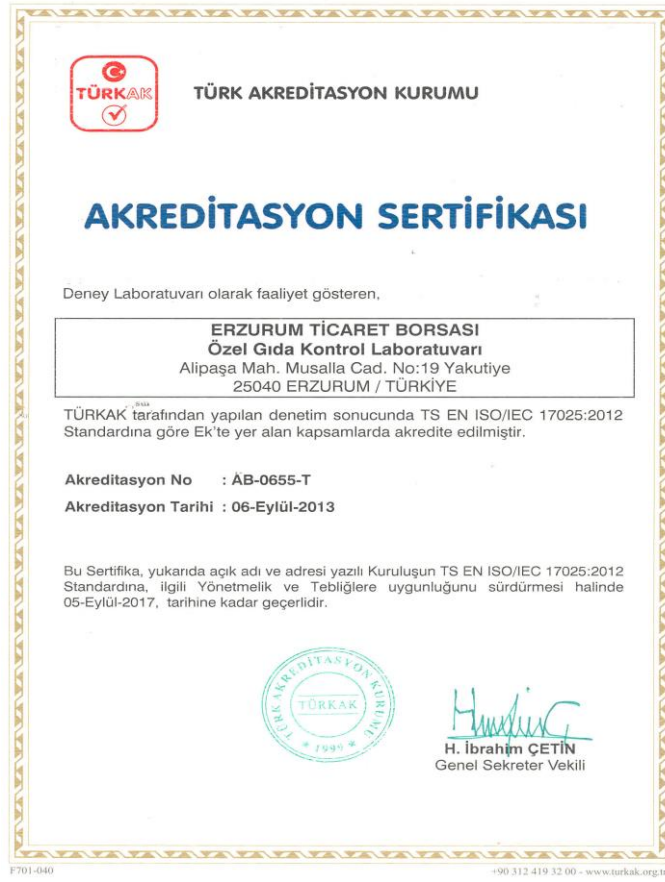 TÜRKAK
TÜRK AKREDİTASYON KURUMU
AKREDİTASYON SERTİFİKASI
Deney Laboratuvarı olarak faaliyet gösteren,
ERZURUM TİCARET BORSASI
Özel Gıda Kontrol Laboratuvarı
Alipaşa Mah. Musalla Cad. No:19 Yakutiye
25040 ERZURUM / TÜRKİYE
TÜRKAK tarafından yapılan denetim sonucunda TS EN ISO/IEC 17025:2012
Standardına göre Ek'te yer alan kapsamlarda akredite edilmiştir.
Akreditasyon No : AB-0655-T
Akreditasyon Tarihi : 06-Eylül-2013
Bu Sertifika, yukarıda açık adı ve adresi yazılı Kuruluşun TS EN ISO/IEC 17025:2012
Standardına, ilgili Yönetmelik ve Tebliğlere uygunluğunu sürdürmesi halinde
05-Eylül-2017, tarihine kadar geçerlidir.
TÜRK AKREDİTASYON KURUMU
TÜRKAK
* 1999 *
H. İbrahim ÇETİN
Genel Sekreter Vekili
F701-040
+90 312 419 32 00 - www.turkak.org.tr